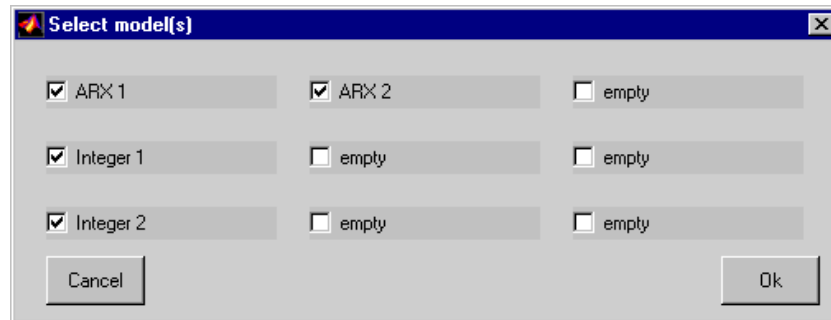 Select model(s)
ARX 1 ARX 2 empty
Integer 1 empty empty
Integer 2 empty empty
Cancel Ok